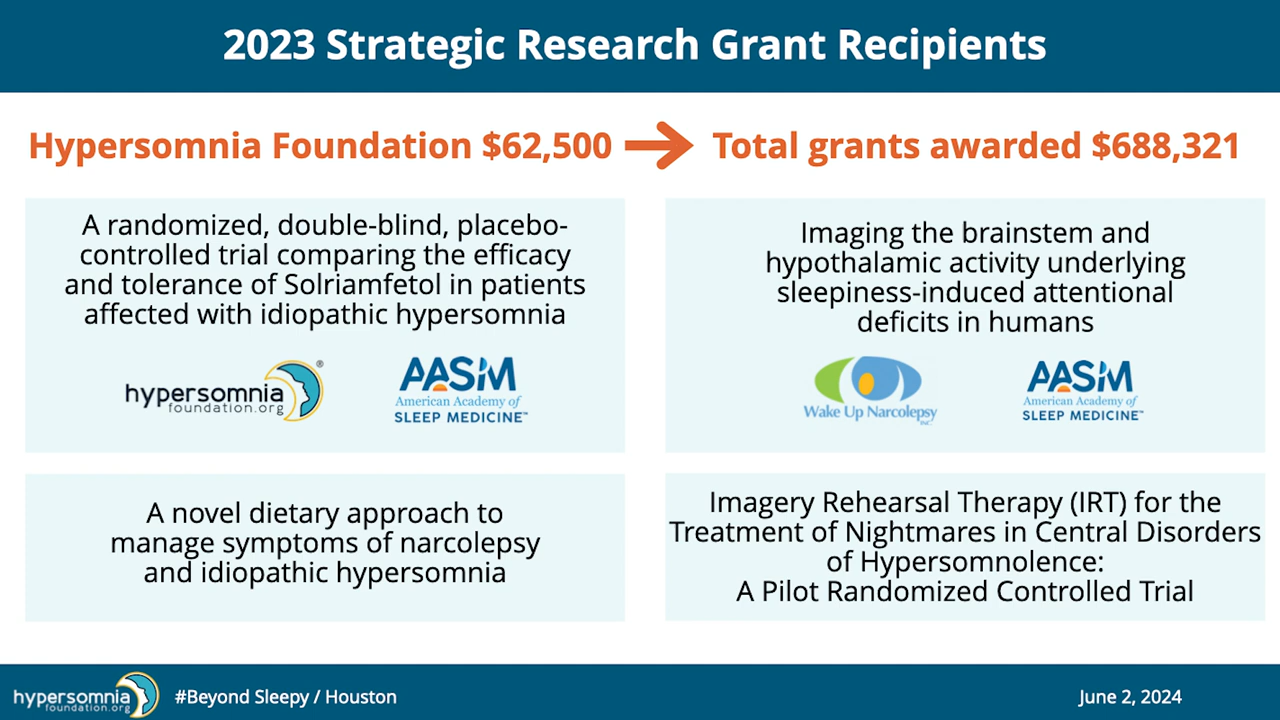 2023 Strategic Research Grant Recipients
Hypersomnia Foundation $62,500 → Total grants awarded $688,321
A randomized, double-blind, placebo-
controlled trial comparing the efficacy
and tolerance of Solriamfetol in patients
affected with idiopathic hypersomnia
hypersomnia®
foundation.org
AASM
American Academy of
SLEEP MEDICINE™
Imaging the brainstem and
hypothalamic activity underlying
sleepiness-induced attentional
deficits in humans
Wake Up Narcolepsy
INC.
AASM
American Academy of
SLEEP MEDICINE™
A novel dietary approach to
manage symptoms of narcolepsy
and idiopathic hypersomnia
Imagery Rehearsal Therapy (IRT) for the
Treatment of Nightmares in Central Disorders
of Hypersomnolence:
A Pilot Randomized Controlled Trial
hypersomnia
foundation.org
#Beyond Sleepy / Houston
June 2, 2024